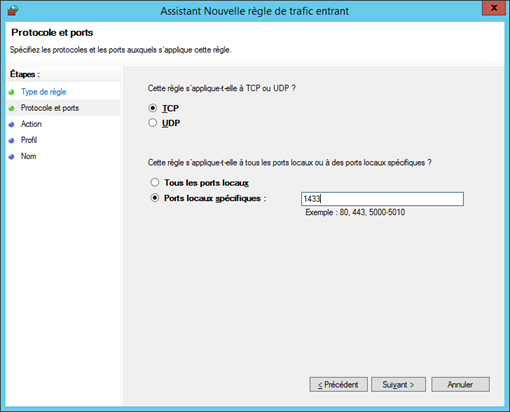 Assistant Nouvelle règle de trafic entrant
x
Protocole et ports
Spécifiez les protocoles et les ports auxquels s'applique cette règle.
Étapes :
Type de règle
Protocole et ports
Action
Profil
Nom
Cette règle s'applique-t-elle à TCP ou UDP ?
TCP
UDP
Cette règle s'applique-t-elle à tous les ports locaux ou à des ports locaux spécifiques ?
Tous les ports locaux
Ports locaux spécifiques :
1433
Exemple : 80, 443, 5000-5010
< Précédent
Suivant >
Annuler